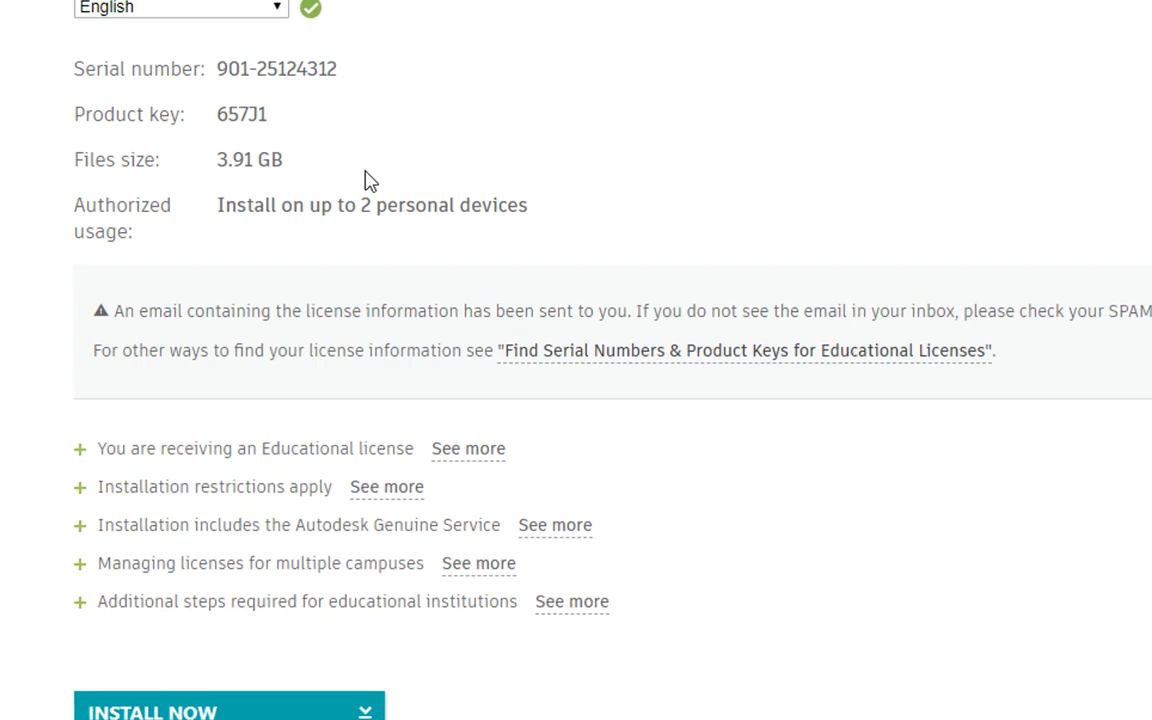 English
Serial number: 901-25124312
Product key: 657J1
Files size: 3.91 GB
Authorized usage: Install on up to 2 personal devices
An email containing the license information has been sent to you. If you do not see the email in your inbox, please check your SPAM
For other ways to find your license information see "Find Serial Numbers & Product Keys for Educational Licenses".
+ You are receiving an Educational license See more
+ Installation restrictions apply See more
+ Installation includes the Autodesk Genuine Service See more
+ Managing licenses for multiple campuses See more
+ Additional steps required for educational institutions See more
INSTALL NOW